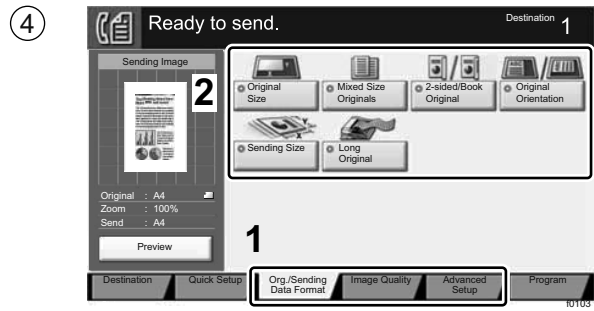 4
Ready to send.
Destination 1
Sending Image
2
Original
Size
Mixed Size
Originals
2-sided/Book
Original
Original
Orientation
Sending Size
Long
Original
X
Y
Original : A4
Zoom : 100%
Send : A4
Preview
1
Destination
Quick Setup
Org./Sending
Data Format
Image Quality
Advanced
Setup
Program
f0103